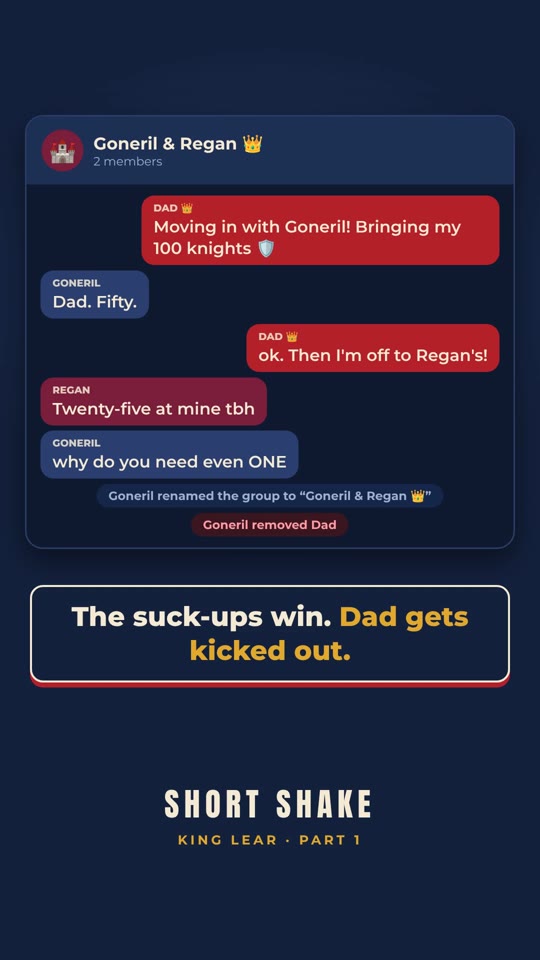 Goneril & Regan 👑
2 members
DAD 👑
Moving in with Goneril! Bringing my
100 knights 🛡️
GONERIL
Dad. Fifty.
DAD 👑
ok. Then I'm off to Regan's!
REGAN
Twenty-five at mine tbh
GONERIL
why do you need even ONE
Goneril renamed the group to “Goneril & Regan 👑”
Goneril removed Dad
The suck-ups win. Dad gets
kicked out.
SHORT SHAKE
KING LEAR · PART 1